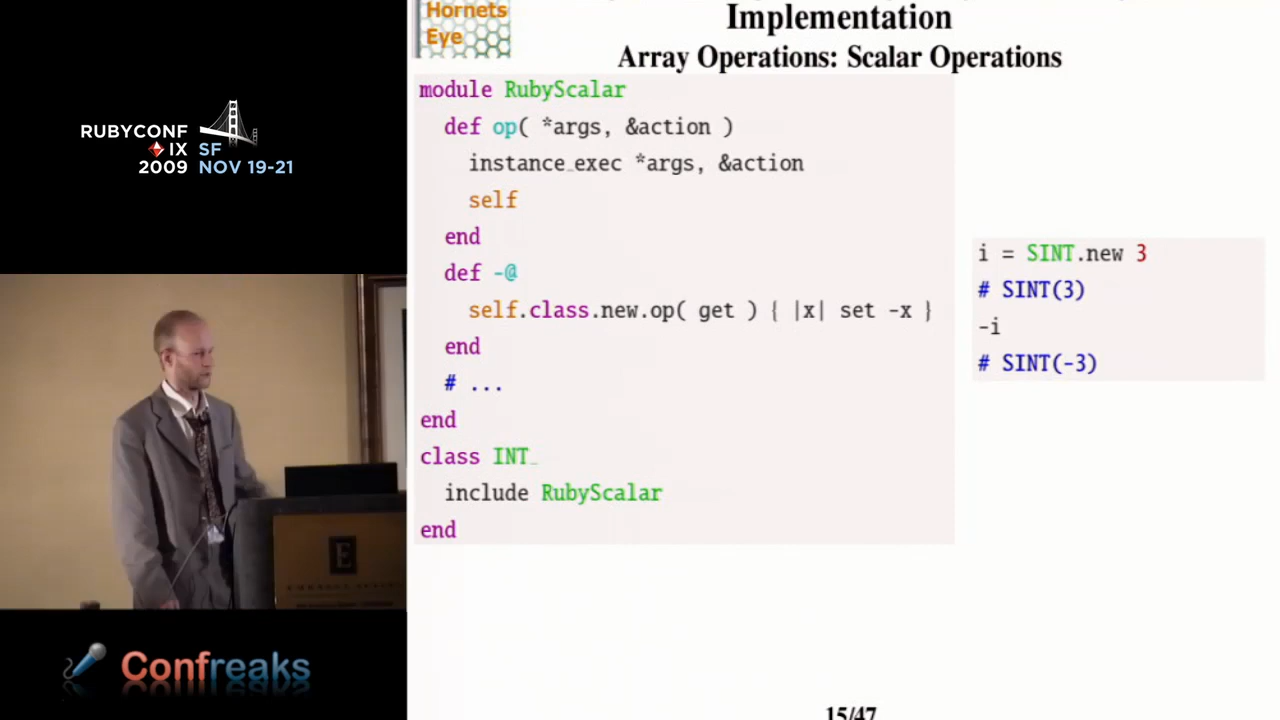 RUBYCONF
IX SF
2009 NOV 19-21
Confreaks
E
Hornets
Eye
Implementation
Array Operations: Scalar Operations
module RubyScalar
def op( *args, &action )
instance_exec *args, &action
self
end
def -@
self.class.new.op( get ) { |x| set -x }
end
# ...
end
class INT_
include RubyScalar
end
i = SINT.new 3
# SINT(3)
-i
# SINT(-3)
15/47